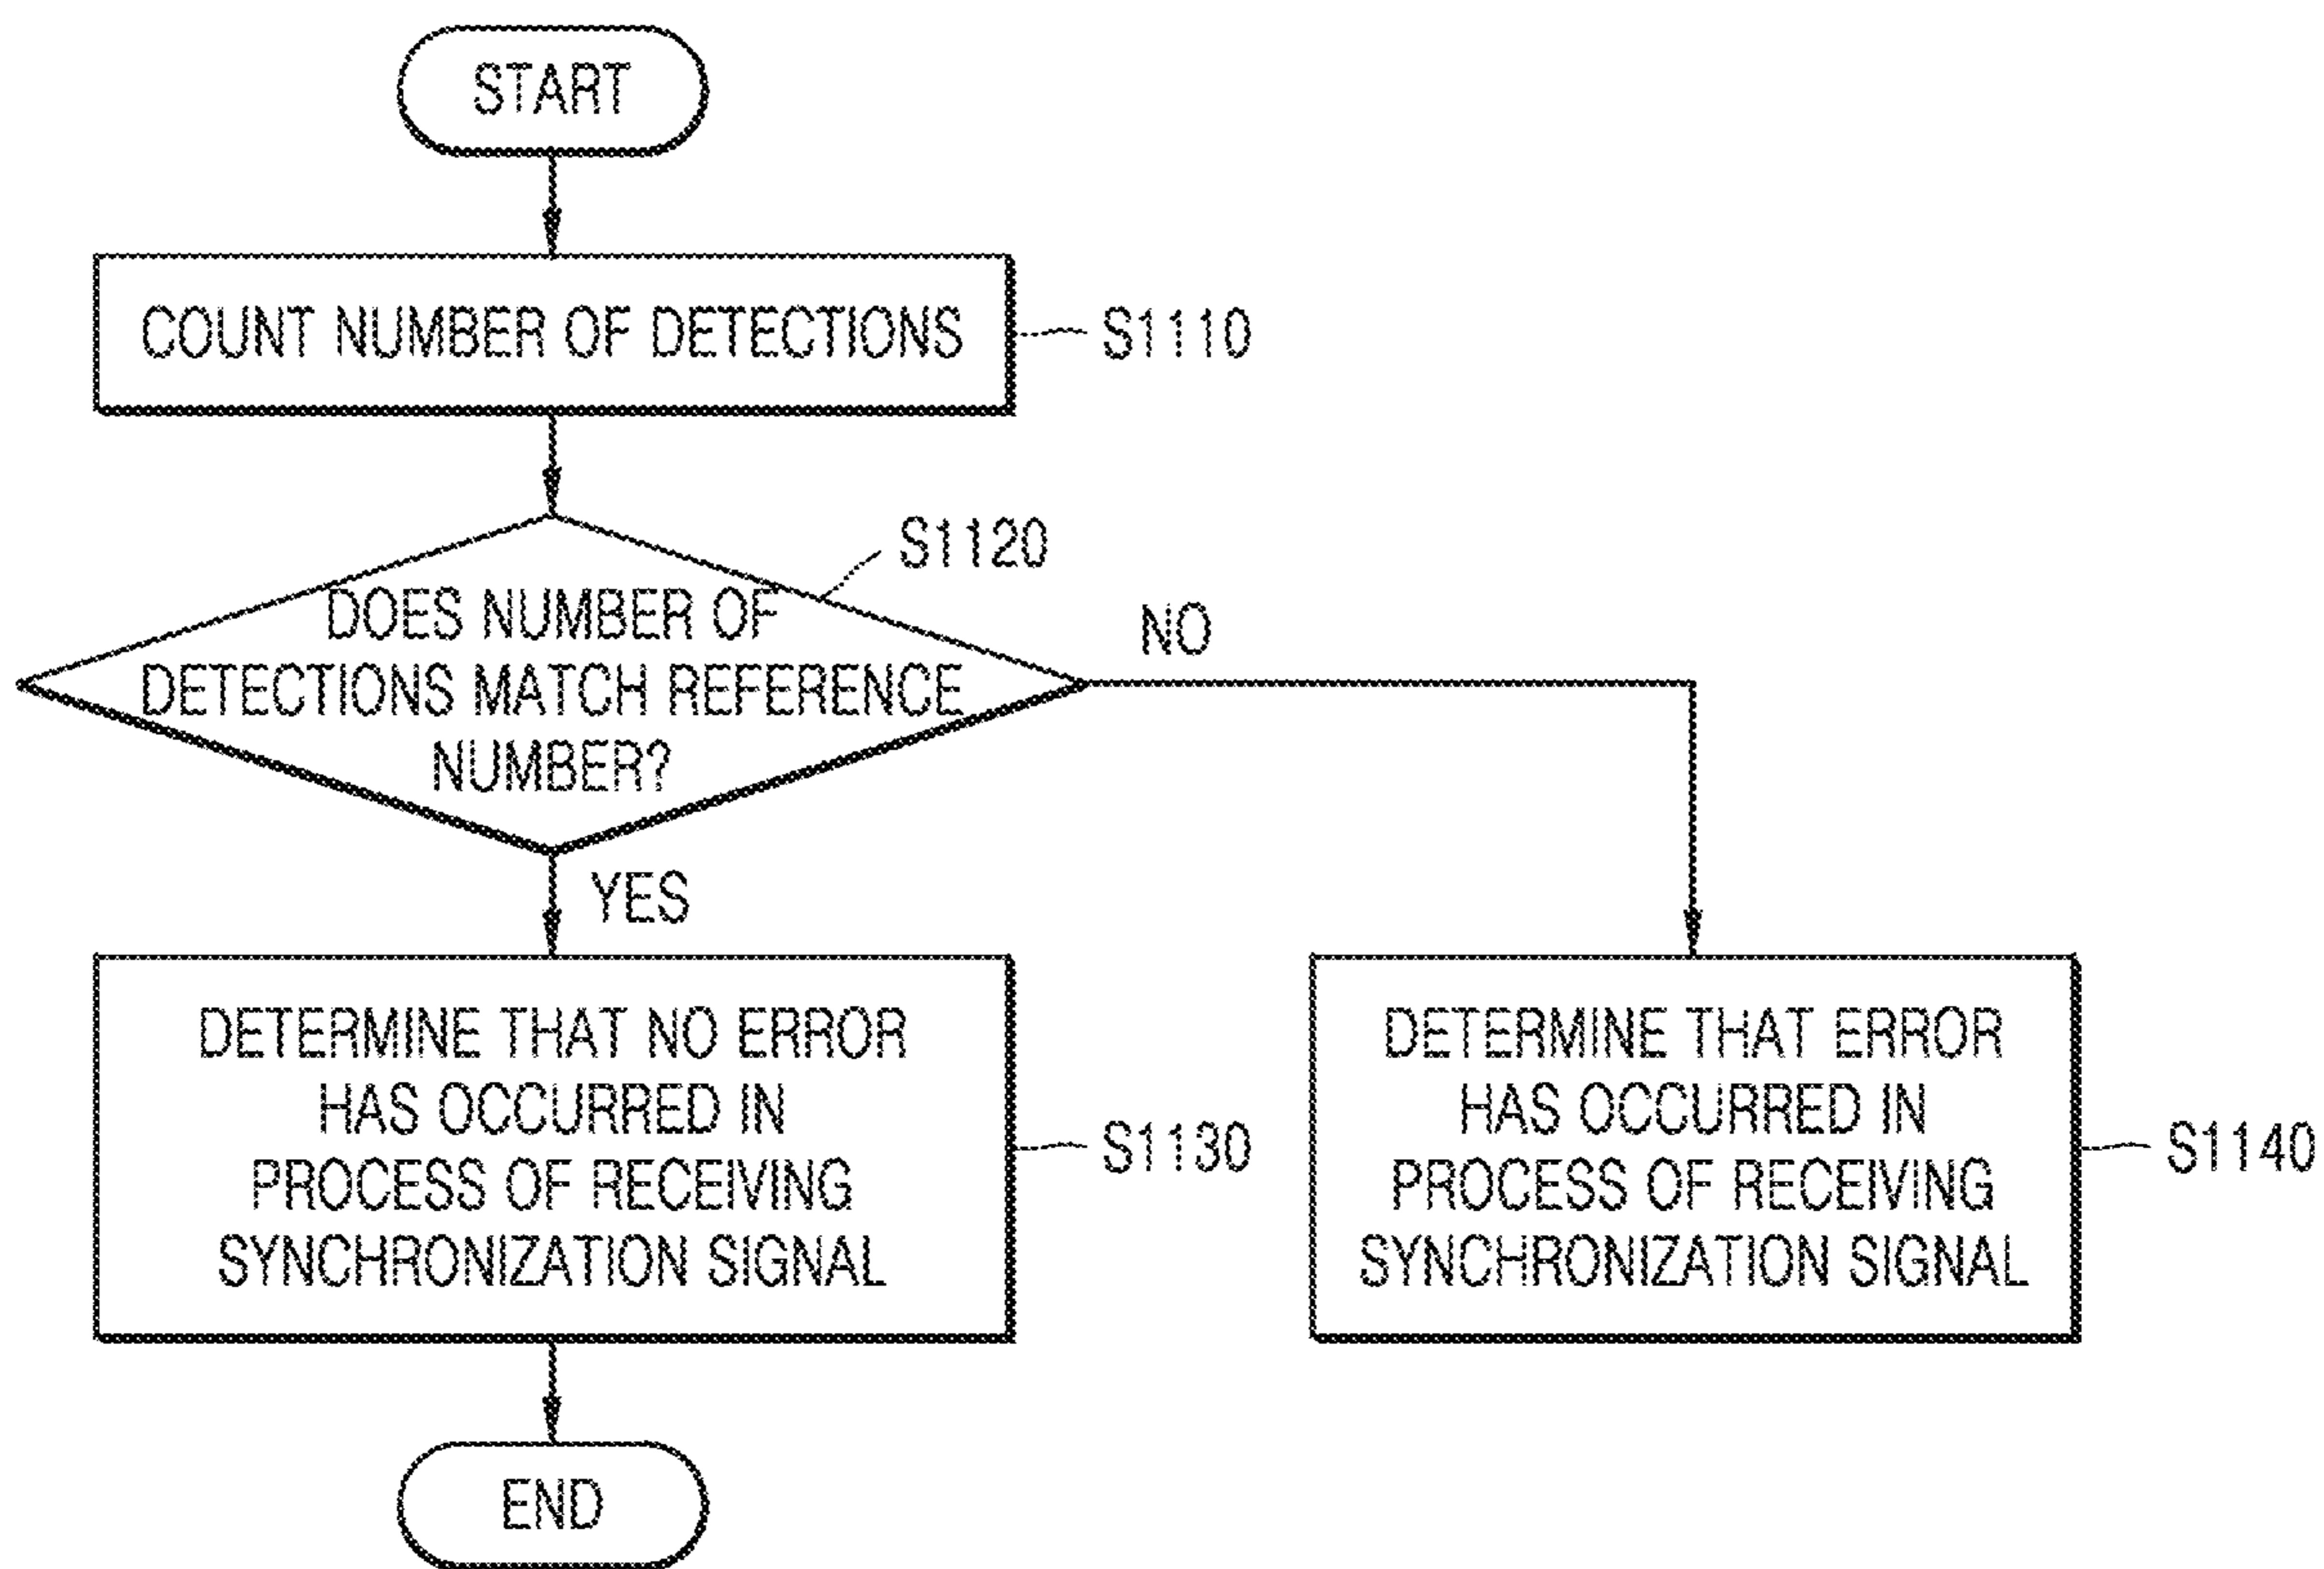 START
COUNT NUMBER OF DETECTIONS
S1110
S1120
DOES NUMBER OF
DETECTIONS MATCH REFERENCE
NUMBER?
NO
YES
DETERMINE THAT NO ERROR
HAS OCCURRED IN
PROCESS OF RECEIVING
SYNCHRONIZATION SIGNAL
S1130
DETERMINE THAT ERROR
HAS OCCURRED IN
PROCESS OF RECEIVING
SYNCHRONIZATION SIGNAL
S1140
END